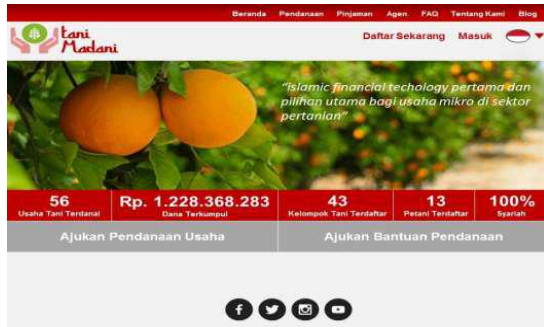 Beranda Pendanaan Pinjaman Agen FAQ Tentang Kami Blog
tani
Madani
Daftar Sekarang Masuk
"islamic financial techology pertama dan
pilihan utama bagi usaha mikro di sektor
pertanian"
56
Usaha Tani Terdanai
Rp. 1.228.368.283
Dana Terkumpul
43
Kelompok Tani Terdaftar
13
Petani Terdaftar
100%
Syariah
Ajukan Pendanaan Usaha
Ajukan Bantuan Pendanaan